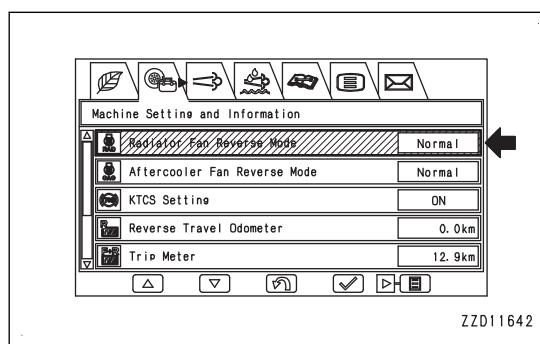 Machine Setting and Information
RAD Radiator Fan Reverse Mode Normal
Aftercooler Fan Reverse Mode Normal
KTCS Setting ON
Reverse Travel Odometer 0.0km
Trip Meter 12.9km
ZZD11642